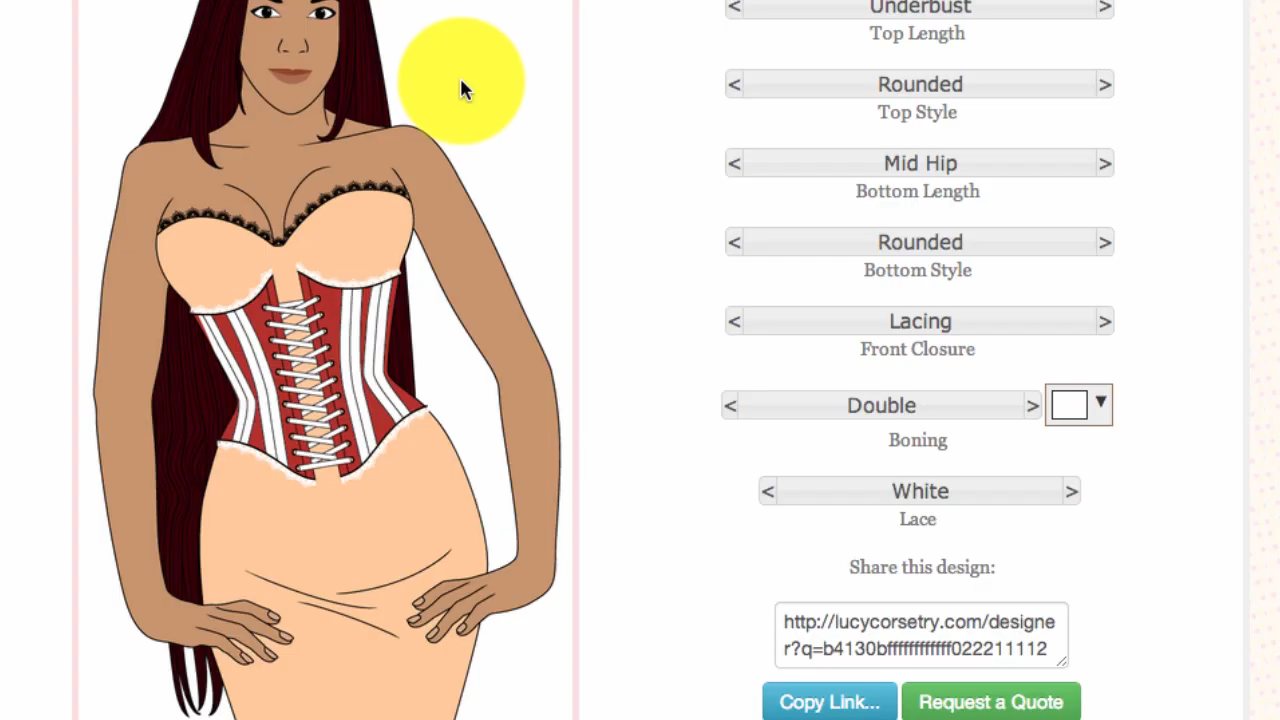 < Underbust >
Top Length
< Rounded >
Top Style
< Mid Hip >
Bottom Length
< Rounded >
Bottom Style
< Lacing >
Front Closure
< Double >
Boning
< White >
Lace
Share this design:
http://lucycorsetry.com/designe
r?q=b4130bffffffffffff022211112
Copy Link...
Request a Quote